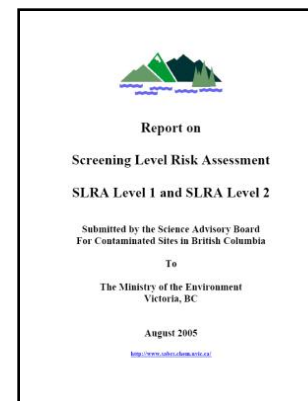 Report on
Screening Level Risk Assessment
SLRA Level 1 and SLRA Level 2
Submitted by the Science Advisory Board
For Contaminated Sites in British Columbia
To
The Ministry of the Environment
Victoria, BC
August 2005